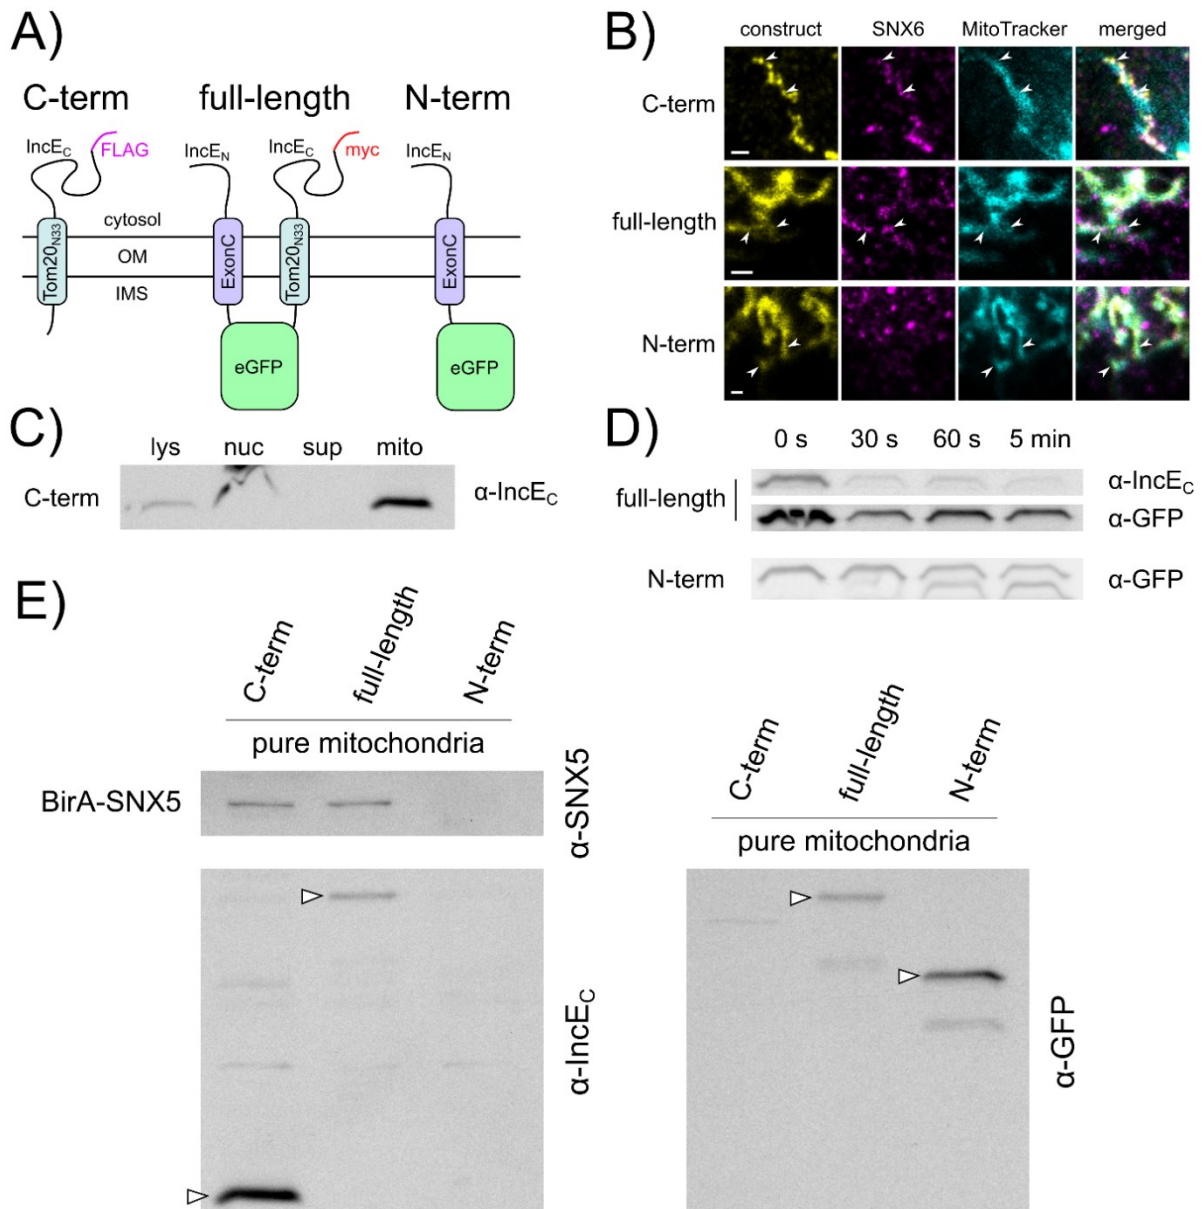 A)
C-term full-length N-term
IncE_C FLAG IncE_N IncE_C myc IncE_N
cytosol
OM
IMS
Tom20_N33 ExonC Tom20_N33 ExonC
eGFP eGFP
B)
construct SNX6 MitoTracker merged
C-term
full-length
N-term
C)
lys nuc sup mito
C-term α-IncE_C
D)
0 s 30 s 60 s 5 min
full-length α-IncE_C
α-GFP
N-term α-GFP
E)
C-term full-length N-term
pure mitochondria
BirA-SNX5 α-SNX5
α-IncE_C
C-term full-length N-term
pure mitochondria
α-GFP